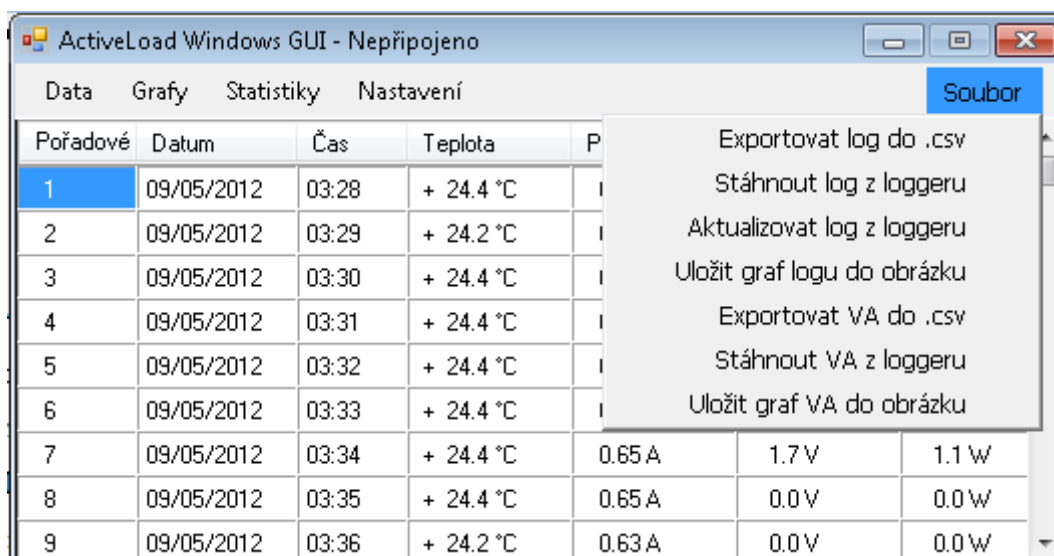 ActiveLoad Windows GUI - Nepřipojeno
Data Grafy Statistiky Nastavení Soubor
Pořadové Datum Čas Teplota
Exportovat log do .csv
Stáhnout log z loggeru
Aktualizovat log z loggeru
Uložit graf logu do obrázku
Exportovat VA do .csv
Stáhnout VA z loggeru
Uložit graf VA do obrázku
1 09/05/2012 03:28 + 24.4 °C
2 09/05/2012 03:29 + 24.2 °C
3 09/05/2012 03:30 + 24.4 °C
4 09/05/2012 03:31 + 24.4 °C
5 09/05/2012 03:32 + 24.4 °C
6 09/05/2012 03:33 + 24.4 °C
7 09/05/2012 03:34 + 24.4 °C 0.65 A 1.7 V 1.1 W
8 09/05/2012 03:35 + 24.4 °C 0.65 A 0.0 V 0.0 W
9 09/05/2012 03:36 + 24.2 °C 0.63 A 0.0 V 0.0 W